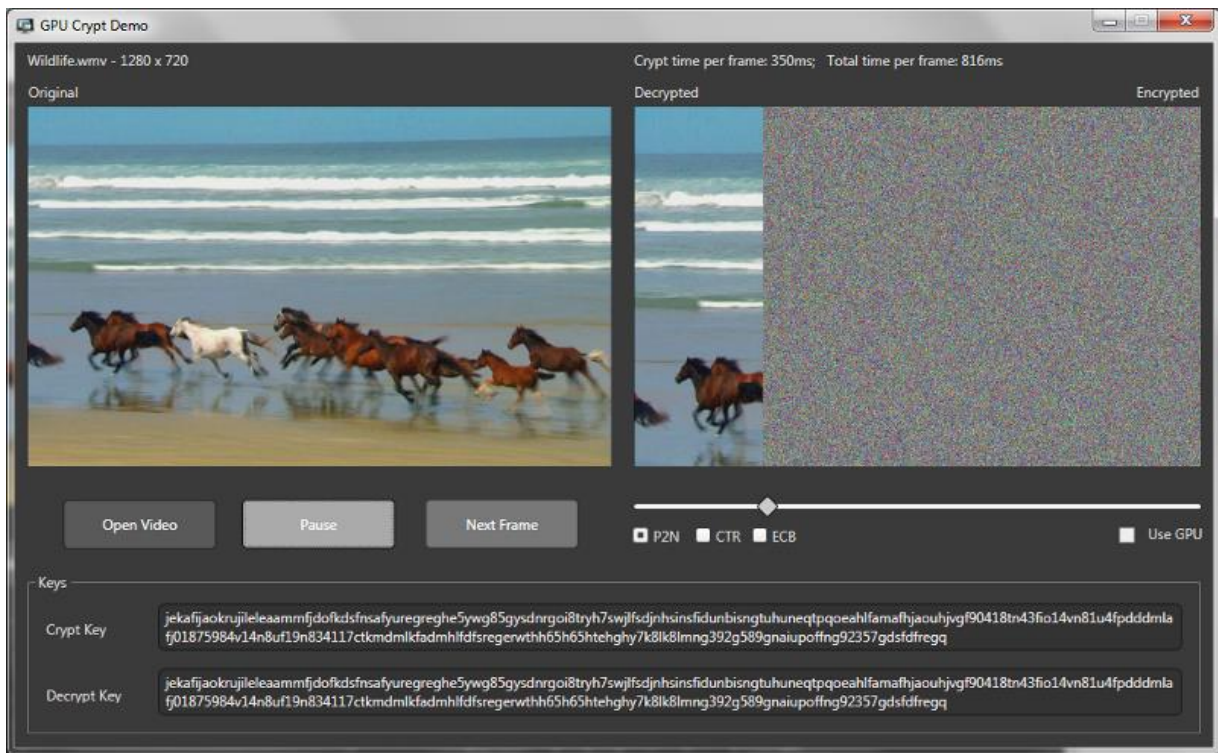 GPU Crypt Demo
Wildlife.wmv - 1280 x 720
Crypt time per frame: 350ms; Total time per frame: 816ms
Original
Decrypted
Encrypted
Open Video
Pause
Next Frame
P2N
CTR
ECB
Use GPU
Keys
Crypt Key
jekafijaokrujileleaammfjdofkdsfnsafyuregreghe5ywg85gysdnrgoi8tryh7swjlfsdjnhsinsfidunbisngtuhuneqtpqoeahlfamafhjaouhjvgf90418tn43fio14vn81u4fpdddmla
fj01875984v14n8uf19n834117ctkmdmlkfadmhlfdfsregerwthh65h65htehghy7k8lk8lmng392g589gnaiupoffng92357gdsfdfregq
Decrypt Key
jekafijaokrujileleaammfjdofkdsfnsafyuregreghe5ywg85gysdnrgoi8tryh7swjlfsdjnhsinsfidunbisngtuhuneqtpqoeahlfamafhjaouhjvgf90418tn43fio14vn81u4fpdddmla
fj01875984v14n8uf19n834117ctkmdmlkfadmhlfdfsregerwthh65h65htehghy7k8lk8lmng392g589gnaiupoffng92357gdsfdfregq